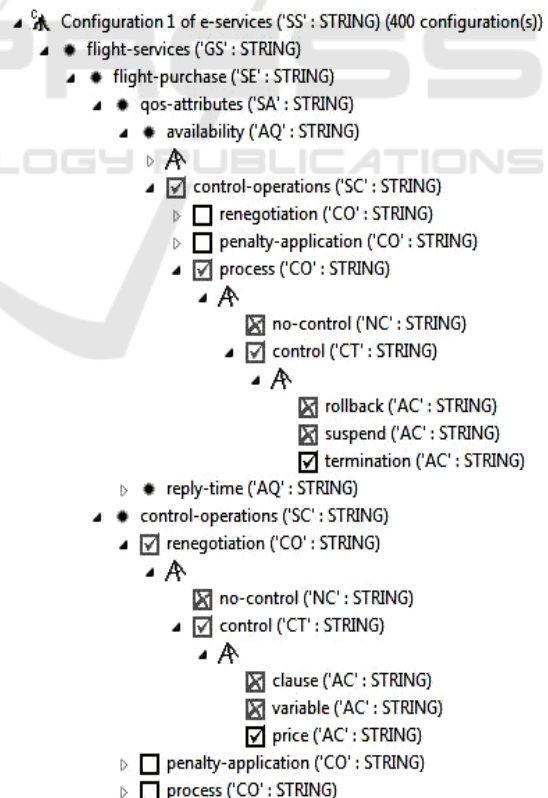 Configuration 1 of e-services ('SS' : STRING) (400 configuration(s))
flight-services ('GS' : STRING)
flight-purchase ('SE' : STRING)
qos-attributes ('SA' : STRING)
availability ('AQ' : STRING)
control-operations ('SC' : STRING)
renegotiation ('CO' : STRING)
penalty-application ('CO' : STRING)
process ('CO' : STRING)
no-control ('NC' : STRING)
control ('CT' : STRING)
rollback ('AC' : STRING)
suspend ('AC' : STRING)
termination ('AC' : STRING)
reply-time ('AQ' : STRING)
control-operations ('SC' : STRING)
renegotiation ('CO' : STRING)
no-control ('NC' : STRING)
control ('CT' : STRING)
clause ('AC' : STRING)
variable ('AC' : STRING)
price ('AC' : STRING)
penalty-application ('CO' : STRING)
process ('CO' : STRING)